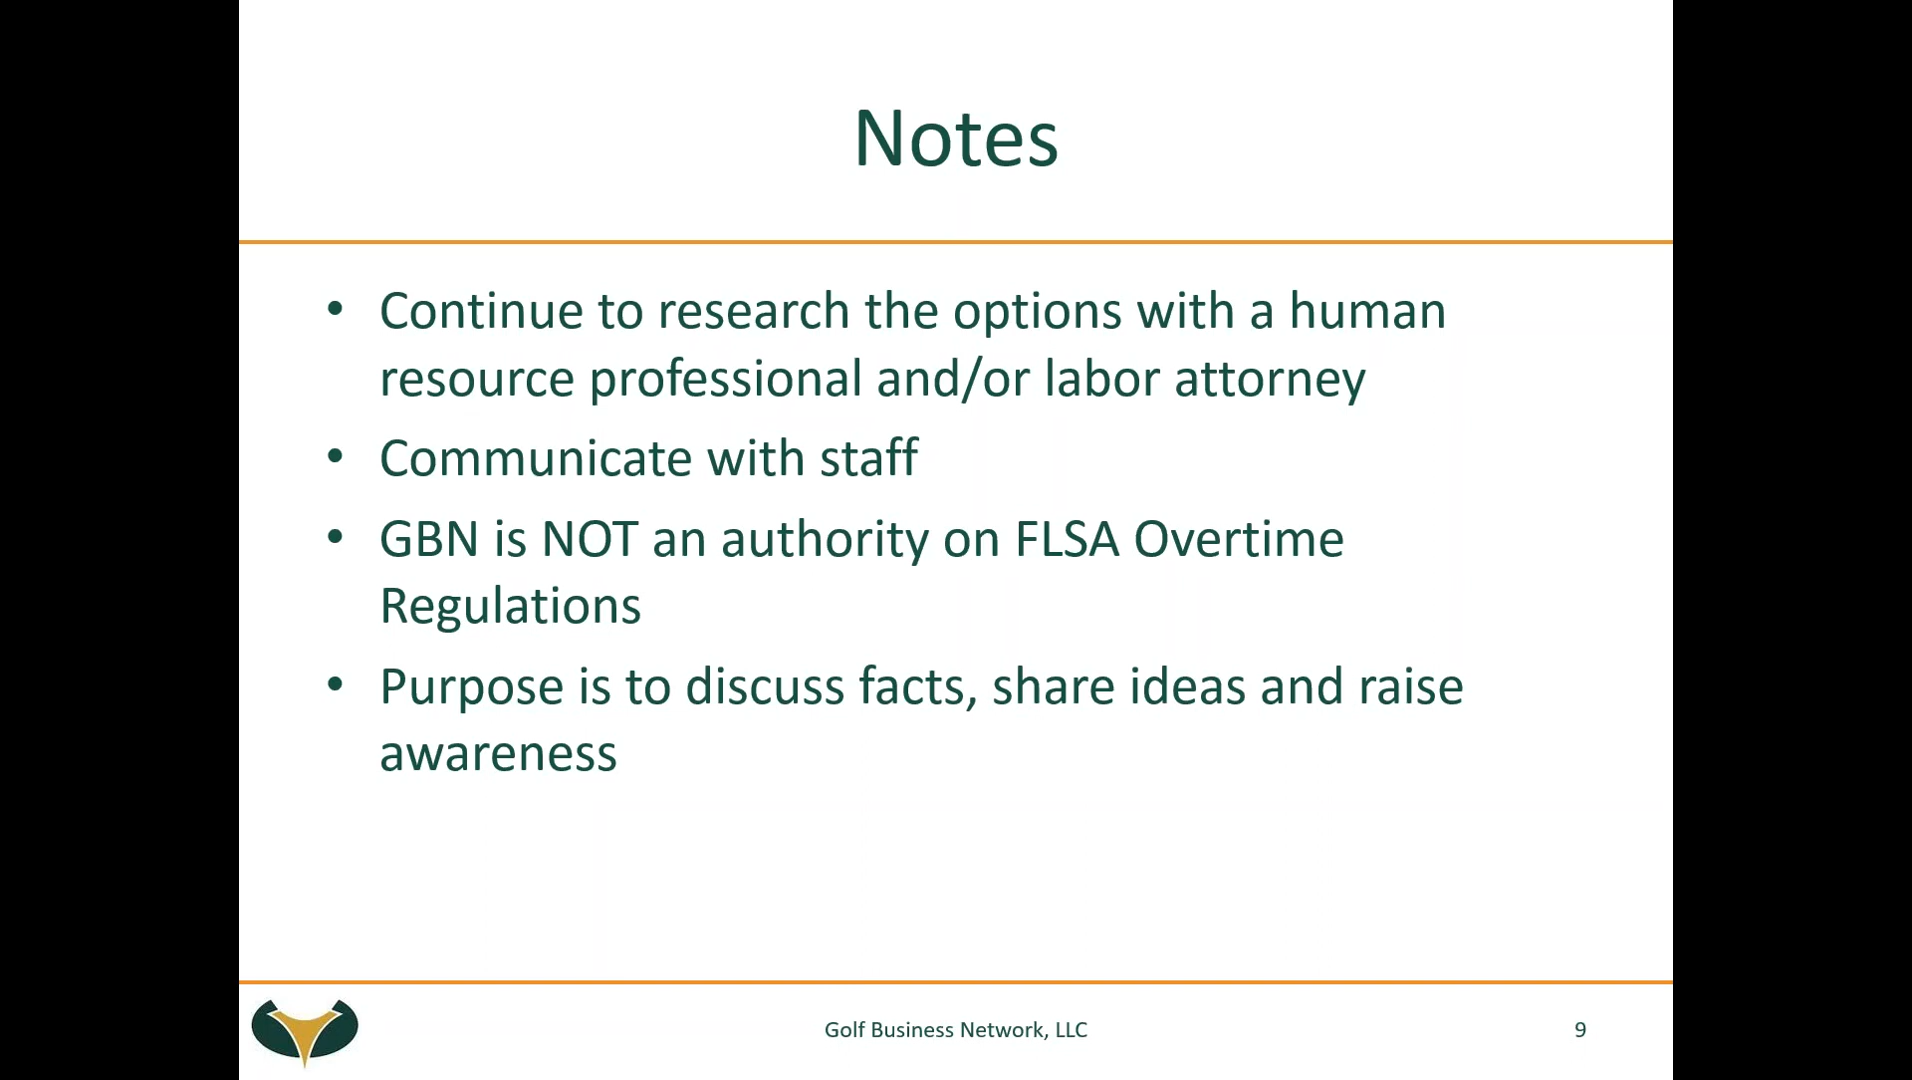 Notes
• Continue to research the options with a human
resource professional and/or labor attorney
• Communicate with staff
• GBN is NOT an authority on FLSA Overtime
Regulations
• Purpose is to discuss facts, share ideas and raise
awareness
Golf Business Network, LLC
9